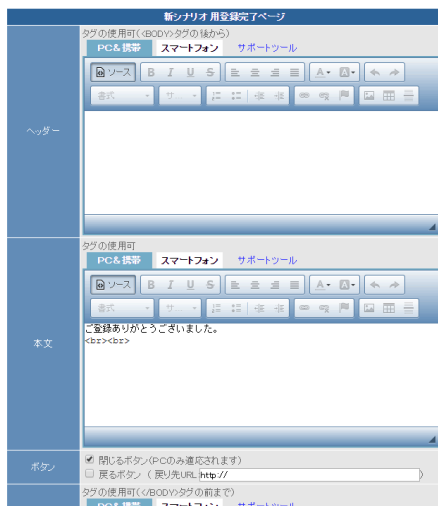 新シナリオ 用登録完了ページ
タグの使用可(<BODY>タグの後から)
PC&携帯 スマートフォン サポートツール
ソース B I U S A A
書式 サ...
ヘッダー
タグの使用可
PC&携帯 スマートフォン サポートツール
ソース B I U S A A
書式 サ...
ご登録ありがとうございました。
<br><br>
本文
ボタン
閉じるボタン(PCのみ適応されます)
戻るボタン ( 戻り先URL http:// )
タグの使用可(</BODY>タグの前まで)
PC&携帯 スマートフォン サポートツール